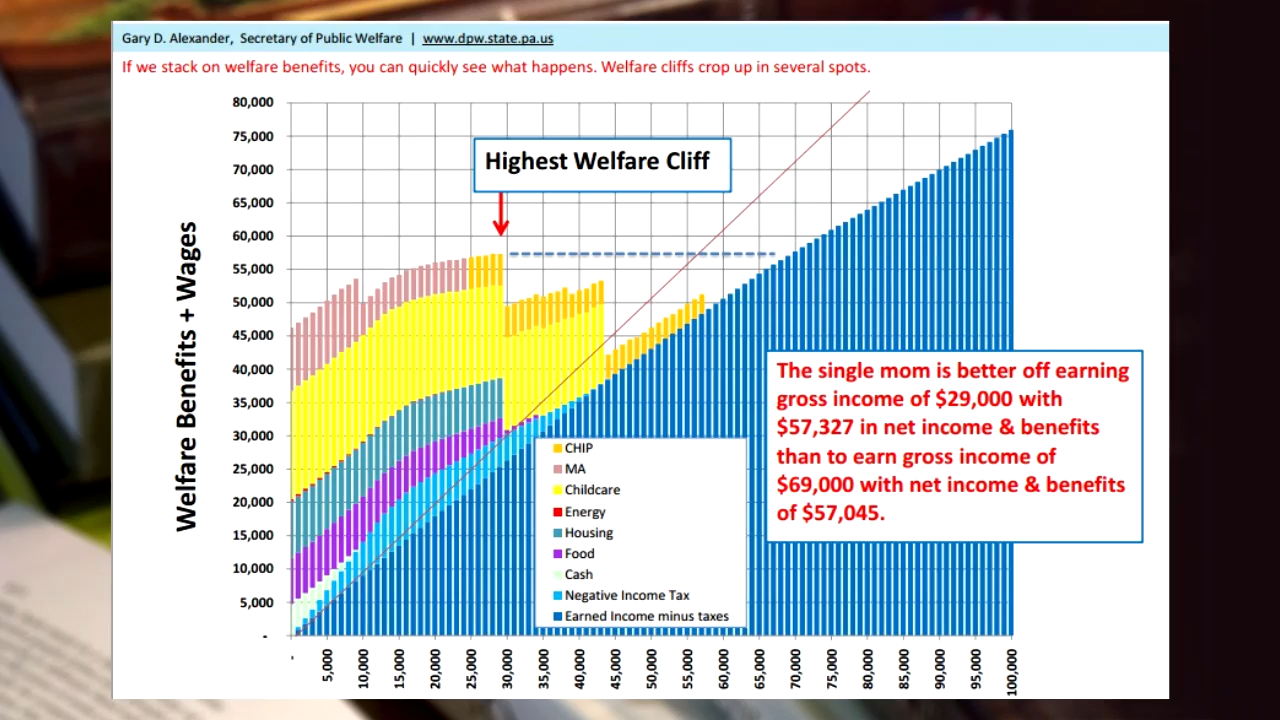 Gary D. Alexander, Secretary of Public Welfare | www.dpw.state.pa.us
If we stack on welfare benefits, you can quickly see what happens. Welfare cliffs crop up in several spots.
Welfare Benefits + Wages
80,000
75,000
70,000
65,000
60,000
55,000
50,000
45,000
40,000
35,000
30,000
25,000
20,000
15,000
10,000
5,000
-
Highest Welfare Cliff
The single mom is better off earning
gross income of $29,000 with
$57,327 in net income & benefits
than to earn gross income of
$69,000 with net income & benefits
of $57,045.
CHIP
MA
Childcare
Energy
Housing
Food
Cash
Negative Income Tax
Earned Income minus taxes
-
5,000
10,000
15,000
20,000
25,000
30,000
35,000
40,000
45,000
50,000
55,000
60,000
65,000
70,000
75,000
80,000
85,000
90,000
95,000
100,000